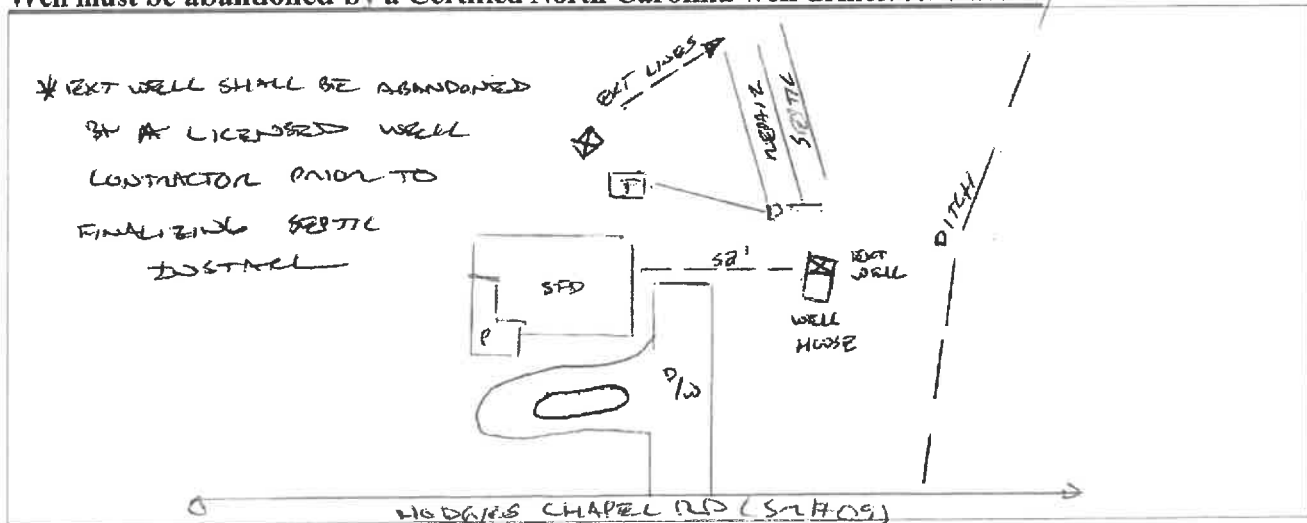 Well must be abandoned by a Certified North Carolina well driller.
* EXT WELL SHALL BE ABANDONED
BY A LICENSED WELL
CONTRACTOR PRIOR TO
FINALIZING SEPTIC
INSTALL
EXT LINES
REPAIR
SEPTIC
T
D
DITCH
52'
EXT
WELL
SFD
WELL
HOUSE
P
D/W
HODGES CHAPEL RD